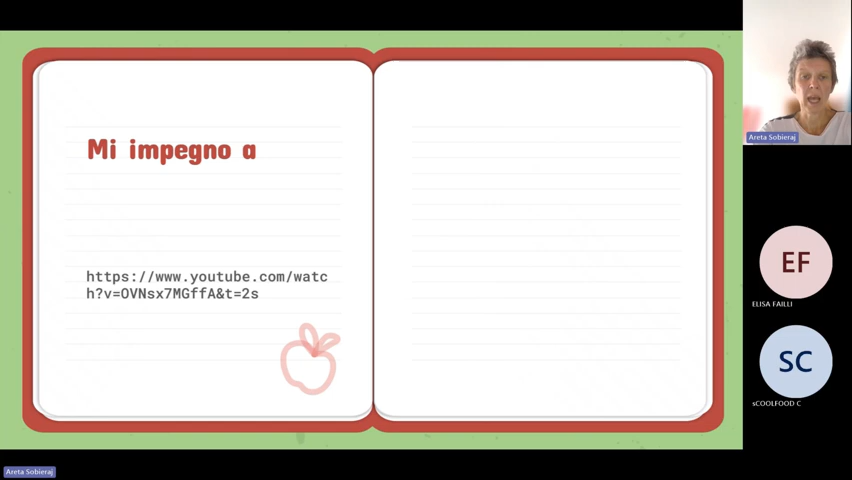 Mi impegno a
https://www.youtube.com/watc
h?v=OVNsx7MGffA&t=2s
Areta Sobieraj
EF
ELISA FAILLI
SC
sCOOLFOOD C
Areta Sobieraj